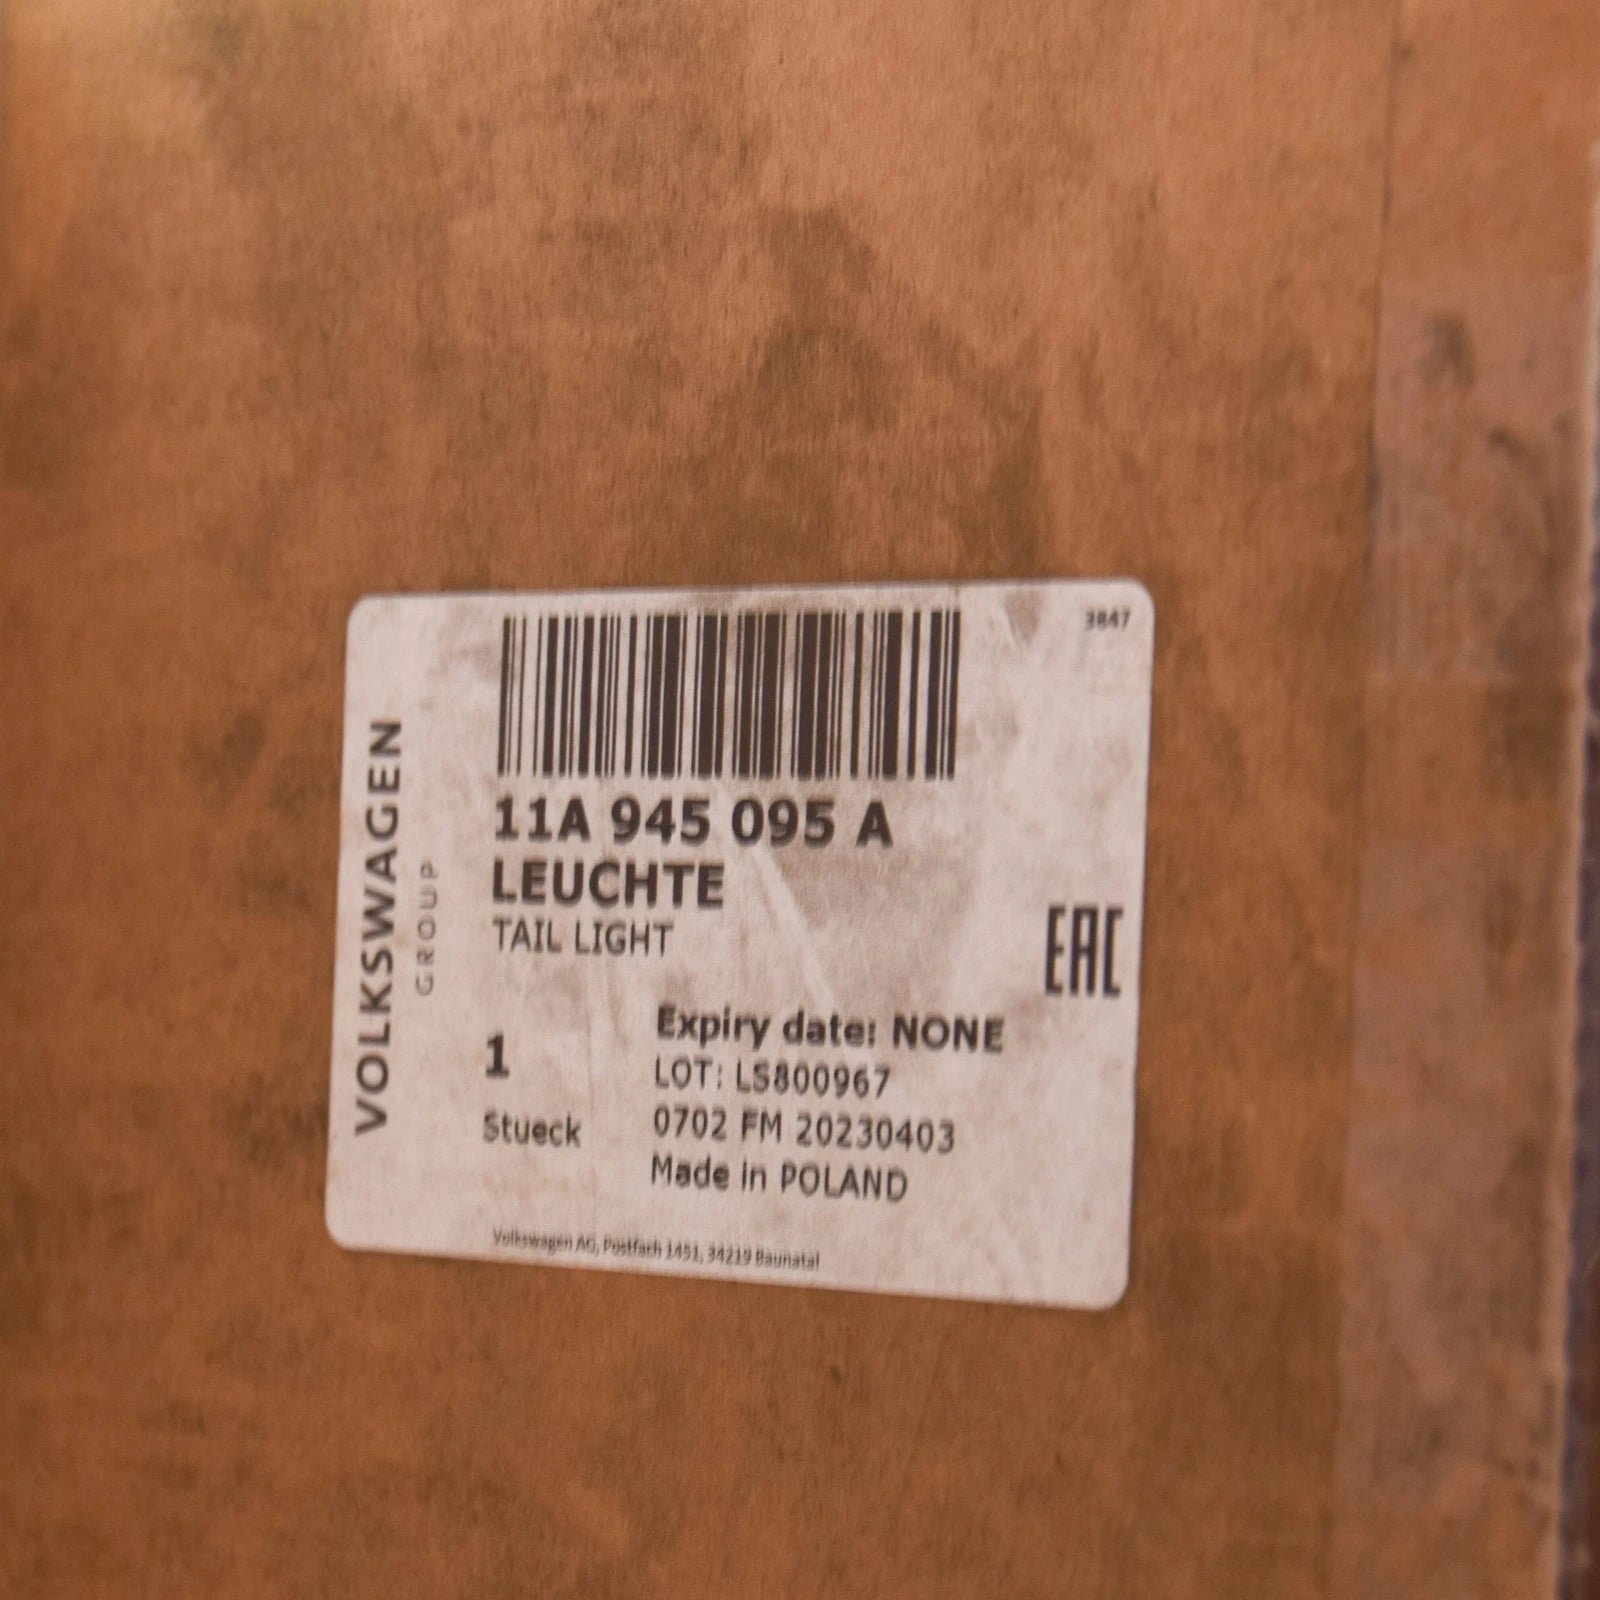 3847
VOLKSWAGEN
GROUP
11A 945 095 A
LEUCHTE
TAIL LIGHT
EAC
1
Stueck
Expiry date: NONE
LOT: LS800967
0702 FM 20230403
Made in POLAND
Volkswagen AG, Postfach 1451, 34219 Baunatal